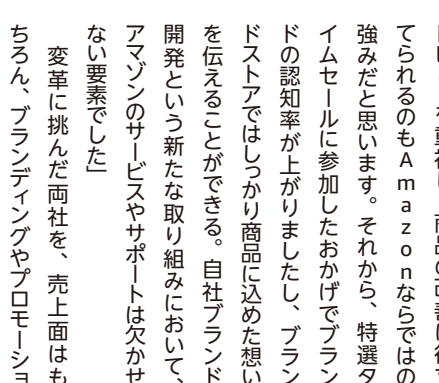 てられるのもAmazonならではの
強みだと思います。それから、特選タ
イムセールに参加したおかげでブラン
ドの認知率が上がりましたし、ブラン
ドストアではしっかり商品に込めた想い
を伝えることができる。自社ブランド
開発という新たな取り組みにおいて、
アマゾンのサービスやサポートは欠かせ
ない要素でした」
変革に挑んだ両社を、売上面はも
ちろん、ブランディングやプロモーショ